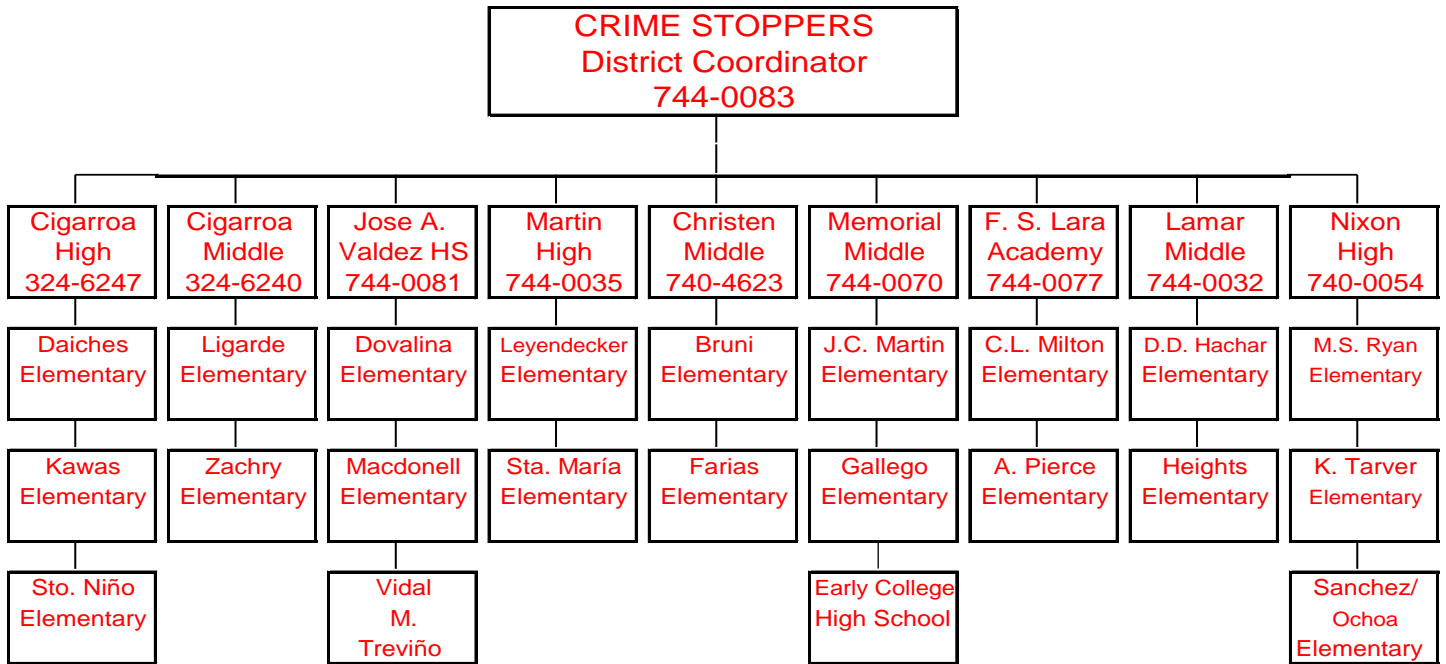 CRIME STOPPERS
District Coordinator
744-0083
Cigarroa
High
324-6247
Cigarroa
Middle
324-6240
Jose A.
Valdez HS
744-0081
Martin
High
744-0035
Christen
Middle
740-4623
Memorial
Middle
744-0070
F. S. Lara
Academy
744-0077
Lamar
Middle
744-0032
Nixon
High
740-0054
Daiches
Elementary
Ligarde
Elementary
Dovalina
Elementary
Leyendecker
Elementary
Bruni
Elementary
J.C. Martin
Elementary
C.L. Milton
Elementary
D.D. Hachar
Elementary
M.S. Ryan
Elementary
Kawas
Elementary
Zachry
Elementary
Macdonell
Elementary
Sta. María
Elementary
Farias
Elementary
Gallego
Elementary
A. Pierce
Elementary
Heights
Elementary
K. Tarver
Elementary
Sto. Niño
Elementary
Vidal
M.
Treviño
Early College
High School
Sanchez/
Ochoa
Elementary